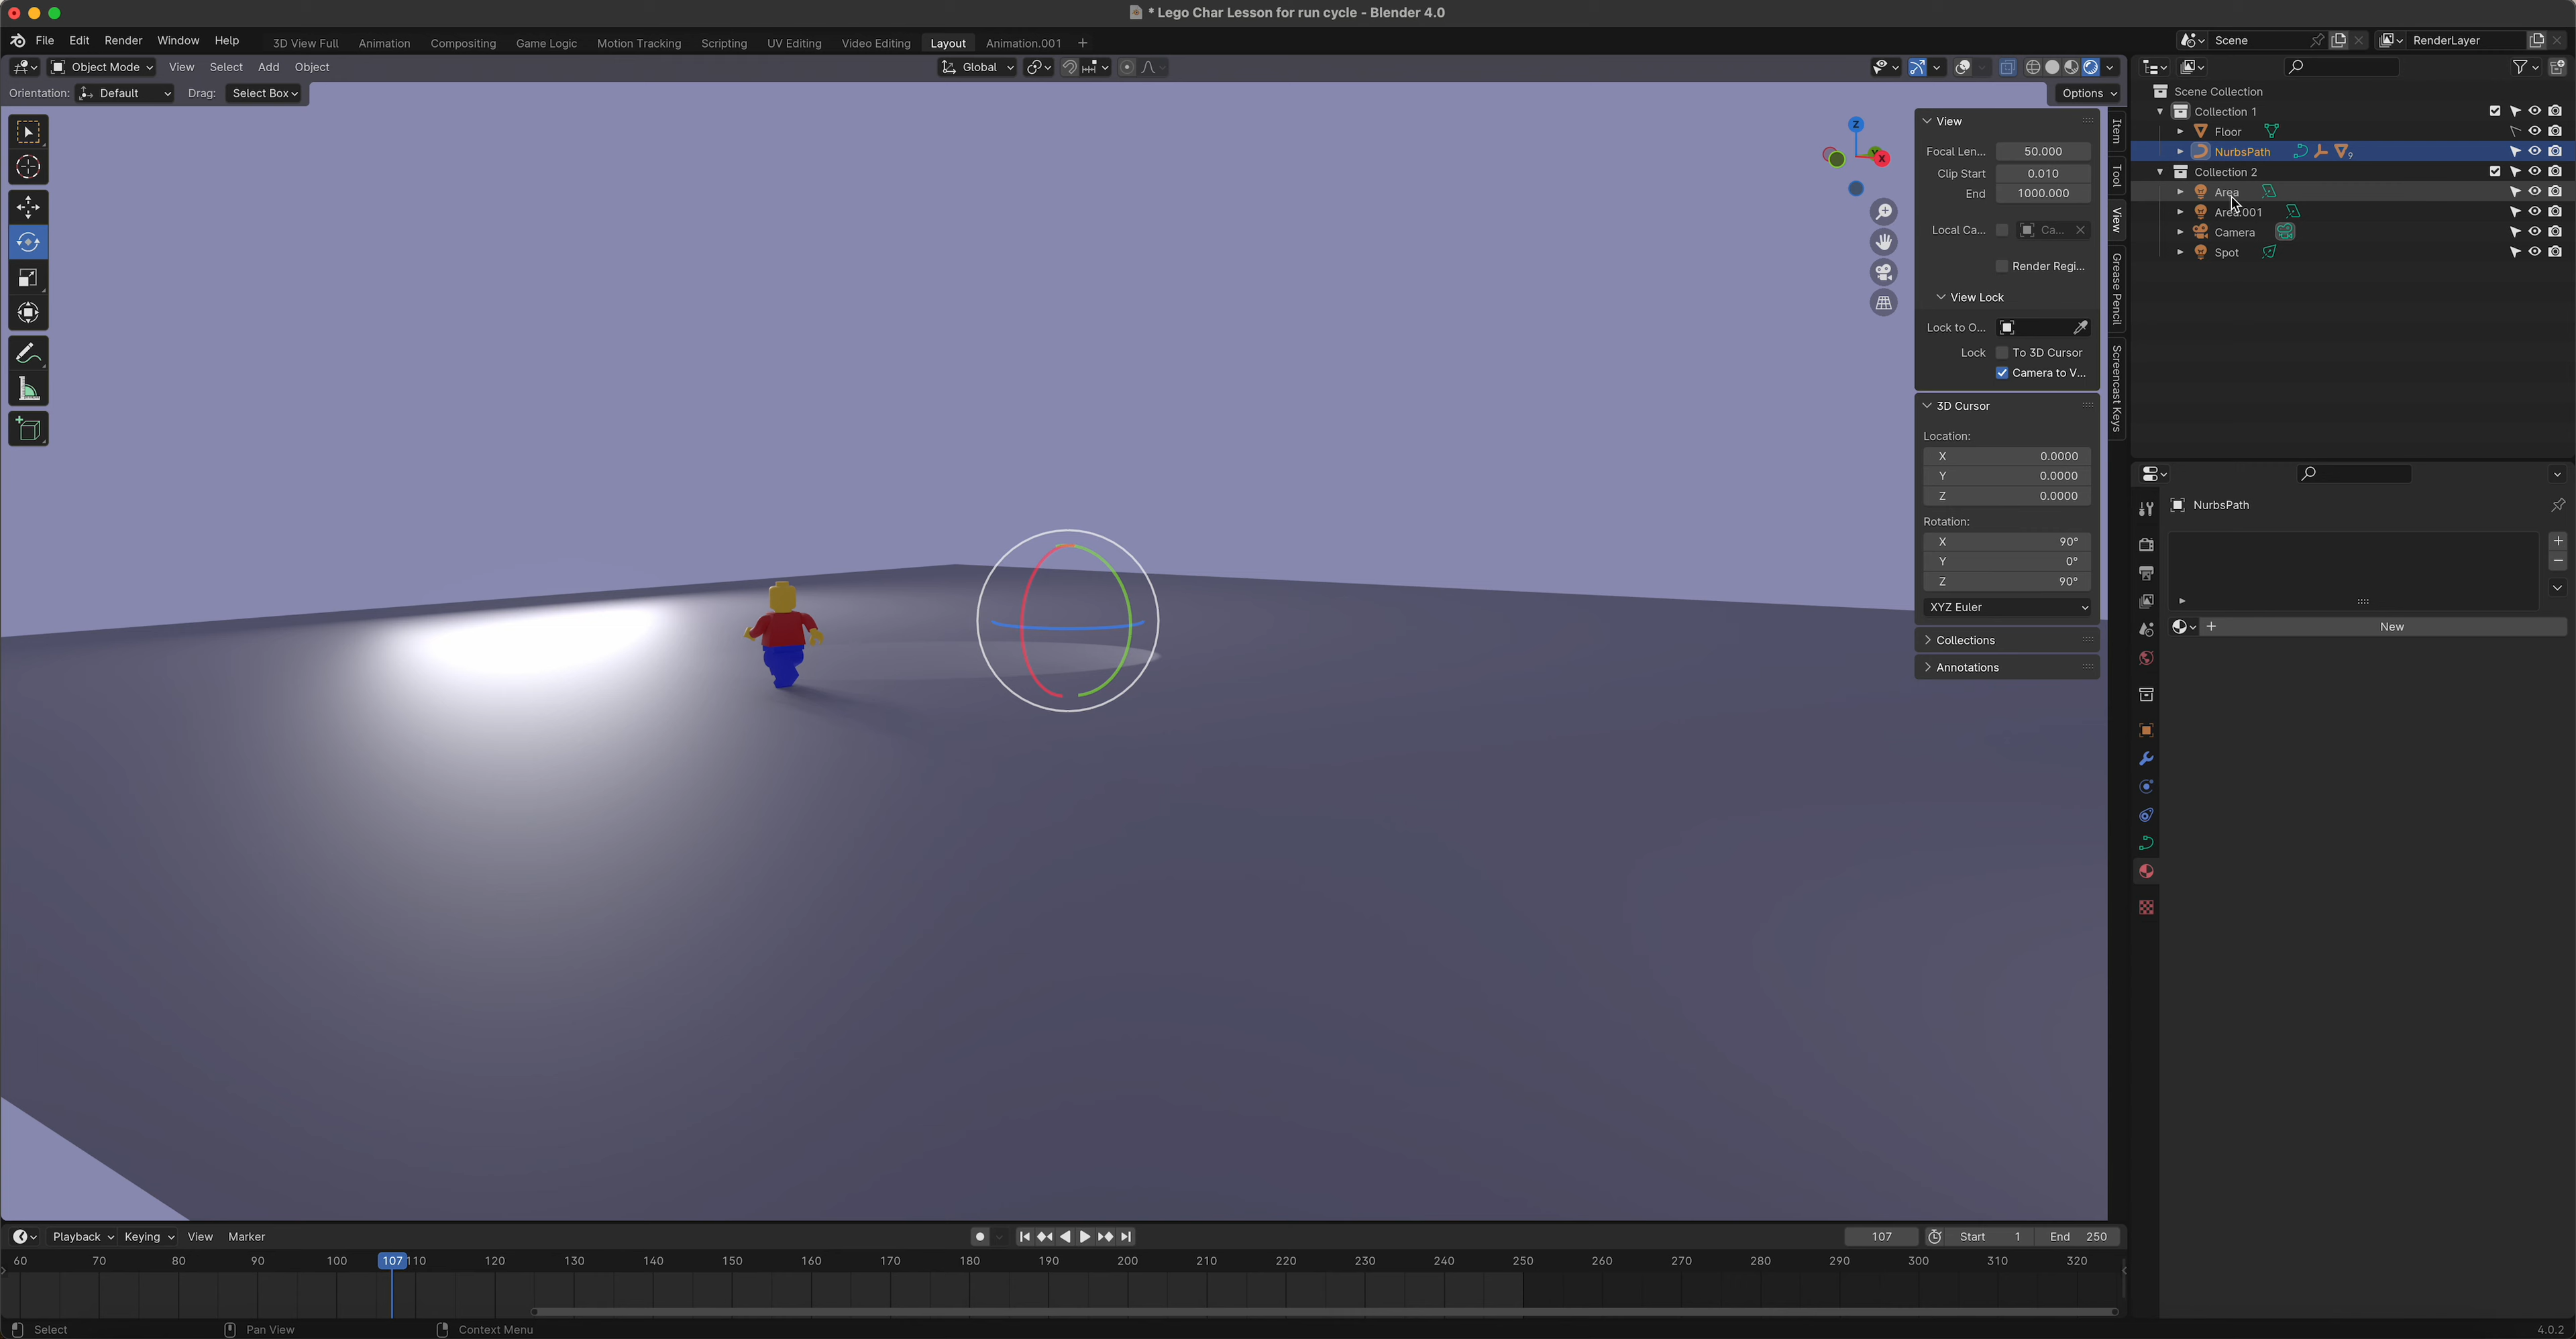 * Lego Char Lesson for run cycle - Blender 4.0
File Edit Render Window Help 3D View Full Animation Compositing Game Logic Motion Tracking Scripting UV Editing Video Editing Layout Animation.001 + Scene RenderLayer
Object Mode View Select Add Object Global
Orientation: Default Drag: Select Box Options
Scene Collection
Collection 1
Floor
NurbsPath 9
Collection 2
Area
Area.001
Camera
Spot
Z
X
View
Focal Len... 50.000
Clip Start 0.010
End 1000.000
Local Ca... Ca...
Render Regi...
View Lock
Lock to O...
Lock To 3D Cursor
Camera to V...
3D Cursor
Location:
X 0.0000
Y 0.0000
Z 0.0000
Rotation:
X 90°
Y 0°
Z 90°
XYZ Euler
Collections
Annotations
Item
Tool
View
Grease Pencil
Screencast Keys
NurbsPath
New
Playback Keying View Marker 107 Start 1 End 250
60 70 80 90 100 107 110 120 130 140 150 160 170 180 190 200 210 220 230 240 250 260 270 280 290 300 310 320
Select Pan View Context Menu 4.0.2